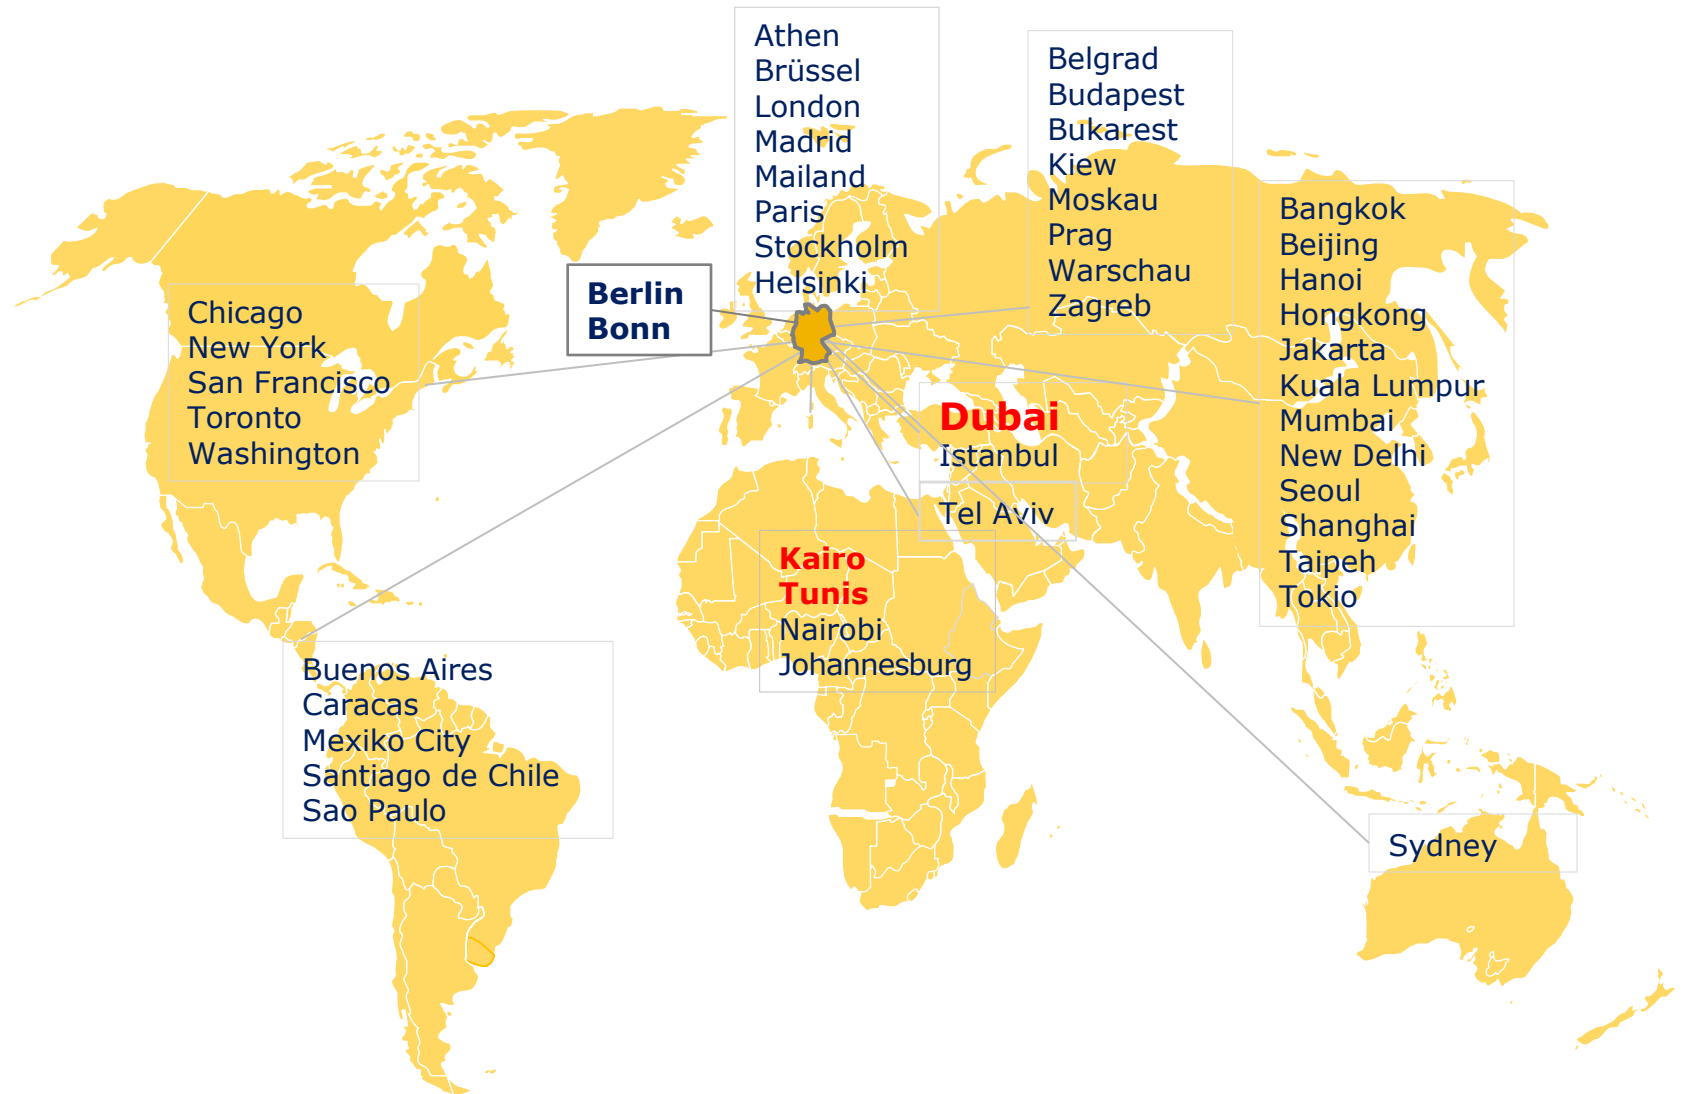 Athen
Brüssel
London
Madrid
Mailand
Paris
Stockholm
Helsinki
Belgrad
Budapest
Bukarest
Kiew
Moskau
Prag
Warschau
Zagreb
Bangkok
Beijing
Hanoi
Hongkong
Jakarta
Kuala Lumpur
Mumbai
New Delhi
Seoul
Shanghai
Taipeh
Tokio
Berlin
Bonn
Chicago
New York
San Francisco
Toronto
Washington
Dubai
Istanbul
Tel Aviv
Kairo
Tunis
Nairobi
Johannesburg
Buenos Aires
Caracas
Mexiko City
Santiago de Chile
Sao Paulo
Sydney